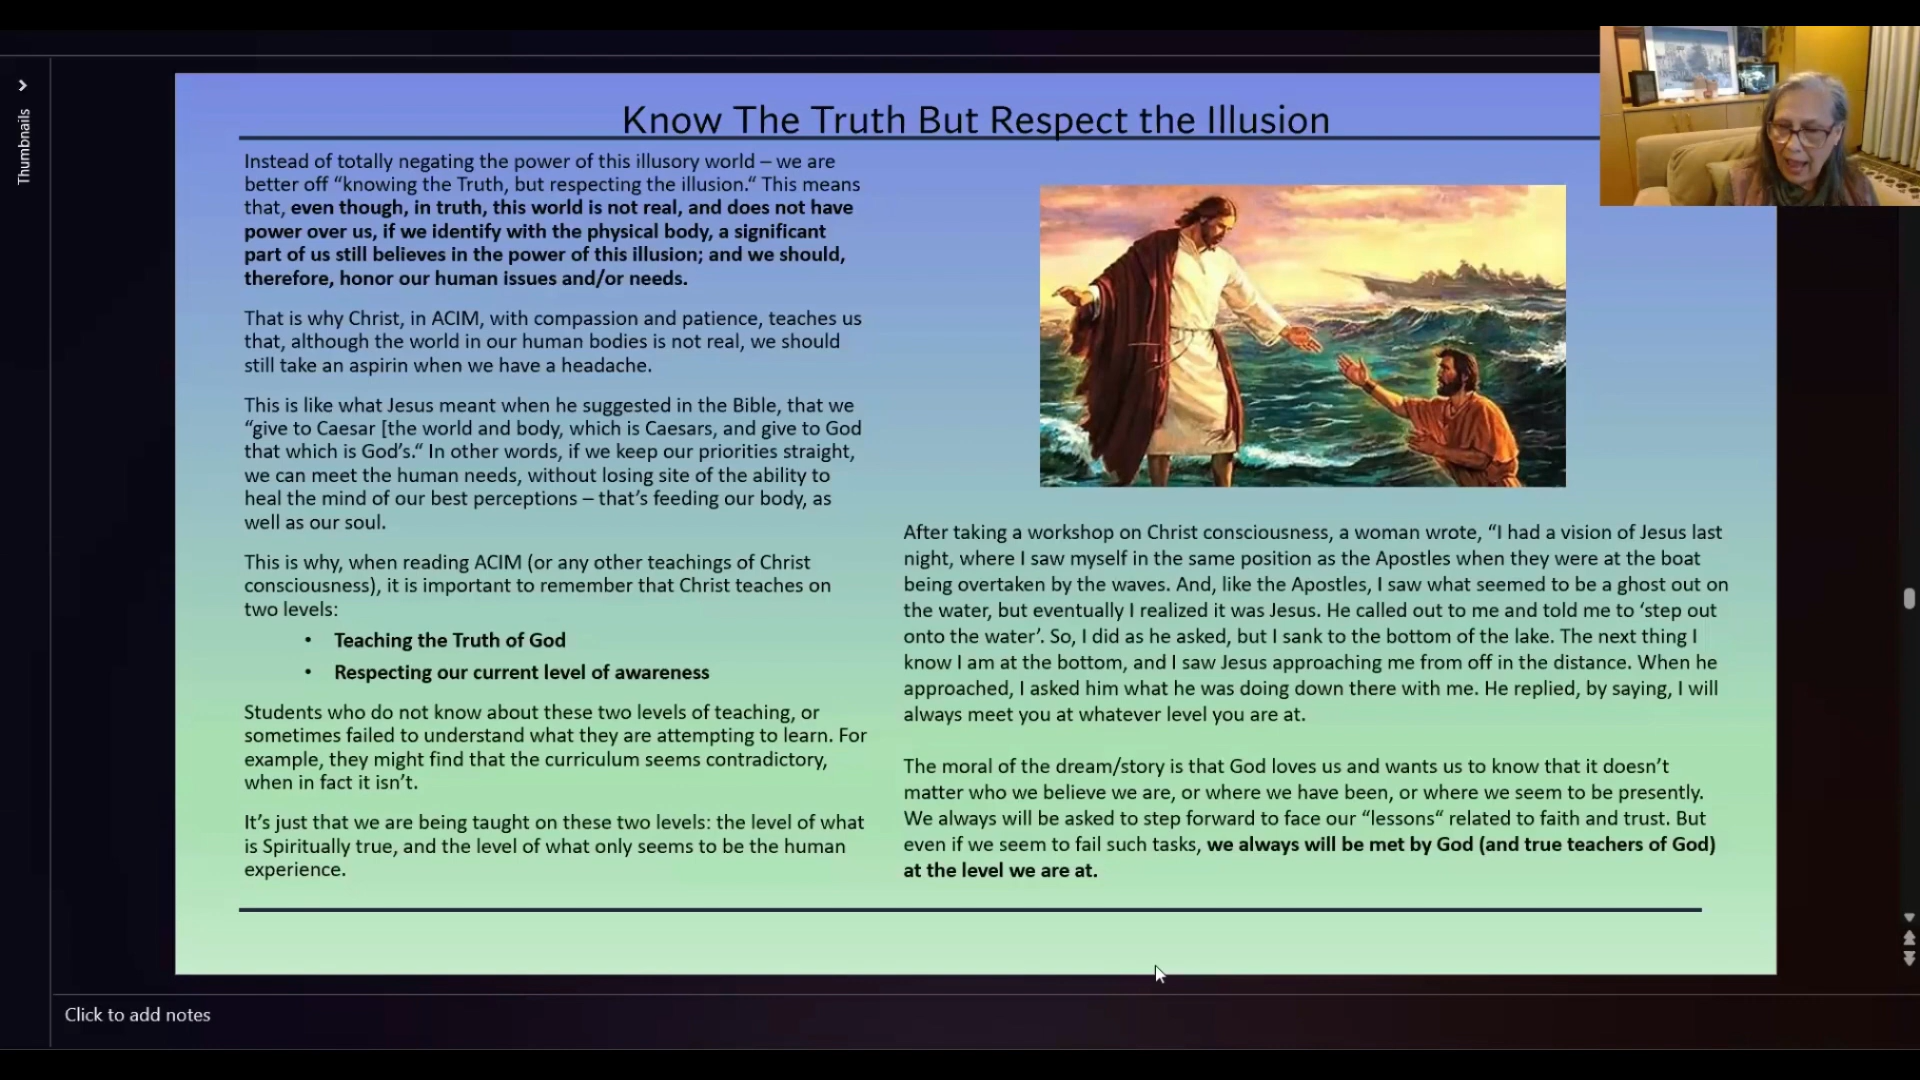 Thumbnails
Know The Truth But Respect the Illusion
Instead of totally negating the power of this illusory world – we are
better off “knowing the Truth, but respecting the illusion.“ This means
that, even though, in truth, this world is not real, and does not have
power over us, if we identify with the physical body, a significant
part of us still believes in the power of this illusion; and we should,
therefore, honor our human issues and/or needs.
That is why Christ, in ACIM, with compassion and patience, teaches us
that, although the world in our human bodies is not real, we should
still take an aspirin when we have a headache.
This is like what Jesus meant when he suggested in the Bible, that we
“give to Caesar [the world and body, which is Caesars, and give to God
that which is God’s.“ In other words, if we keep our priorities straight,
we can meet the human needs, without losing site of the ability to
heal the mind of our best perceptions – that’s feeding our body, as
well as our soul.
This is why, when reading ACIM (or any other teachings of Christ
consciousness), it is important to remember that Christ teaches on
two levels:
• Teaching the Truth of God
• Respecting our current level of awareness
Students who do not know about these two levels of teaching, or
sometimes failed to understand what they are attempting to learn. For
example, they might find that the curriculum seems contradictory,
when in fact it isn’t.
It’s just that we are being taught on these two levels: the level of what
is Spiritually true, and the level of what only seems to be the human
experience.
After taking a workshop on Christ consciousness, a woman wrote, “I had a vision of Jesus last
night, where I saw myself in the same position as the Apostles when they were at the boat
being overtaken by the waves. And, like the Apostles, I saw what seemed to be a ghost out on
the water, but eventually I realized it was Jesus. He called out to me and told me to ‘step out
onto the water’. So, I did as he asked, but I sank to the bottom of the lake. The next thing I
know I am at the bottom, and I saw Jesus approaching me from off in the distance. When he
approached, I asked him what he was doing down there with me. He replied, by saying, I will
always meet you at whatever level you are at.
The moral of the dream/story is that God loves us and wants us to know that it doesn’t
matter who we believe we are, or where we have been, or where we seem to be presently.
We always will be asked to step forward to face our “lessons“ related to faith and trust. But
even if we seem to fail such tasks, we always will be met by God (and true teachers of God)
at the level we are at.
Click to add notes